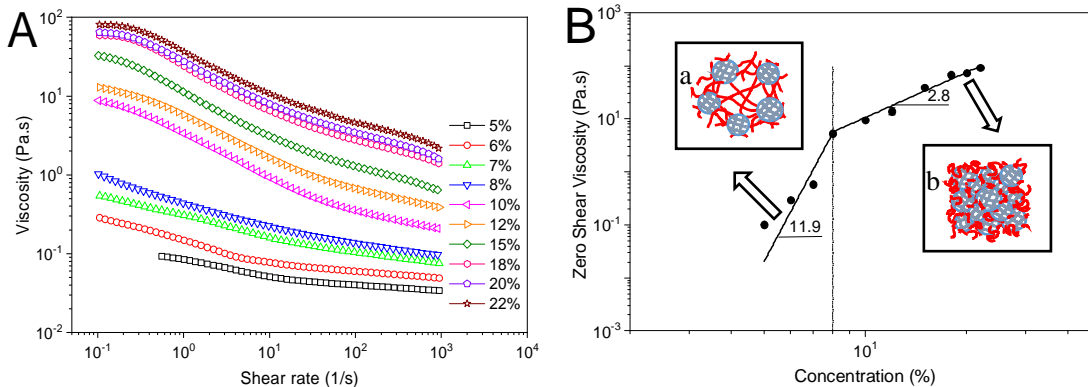 A
Viscosity (Pa.s)
10^2
10^1
10^0
10^-1
10^-2
10^-1 10^0 10^1 10^2 10^3 10^4
Shear rate (1/s)
5%
6%
7%
8%
10%
12%
15%
18%
20%
22%
B
Zero Shear Viscosity (Pa.s)
10^3
10^1
10^-1
10^-3
10^1
Concentration (%)
a
2.8
b
11.9